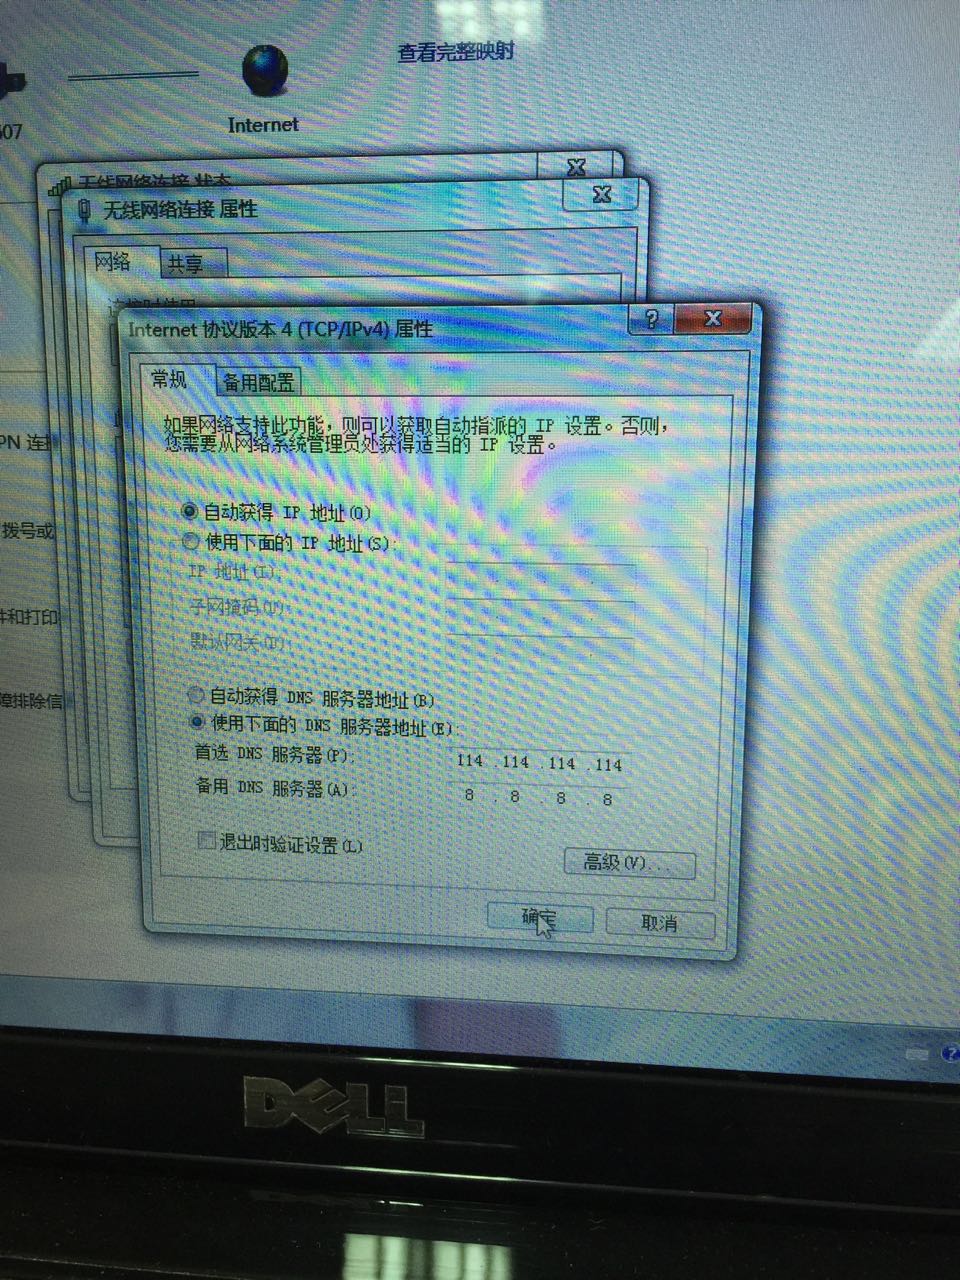 查看完整映射
Internet
607
无线网络连接 状态
无线网络连接 属性
网络
共享
连接时使用
Internet 协议版本 4 (TCP/IPv4) 属性
常规
备用配置
如果网络支持此功能，则可以获取自动指派的 IP 设置。否则，
您需要从网络系统管理员处获得适当的 IP 设置。
PN 连接
自动获得 IP 地址(O)
拨号或
使用下面的 IP 地址(S):
IP 地址(I):
子网掩码(U):
件和打印
默认网关(D):
障排除信
自动获得 DNS 服务器地址(B)
使用下面的 DNS 服务器地址(E):
首选 DNS 服务器(P):
114 . 114 . 114 . 114
备用 DNS 服务器(A):
8 . 8 . 8 . 8
退出时验证设置(L)
高级(V)...
确定
取消
DELL